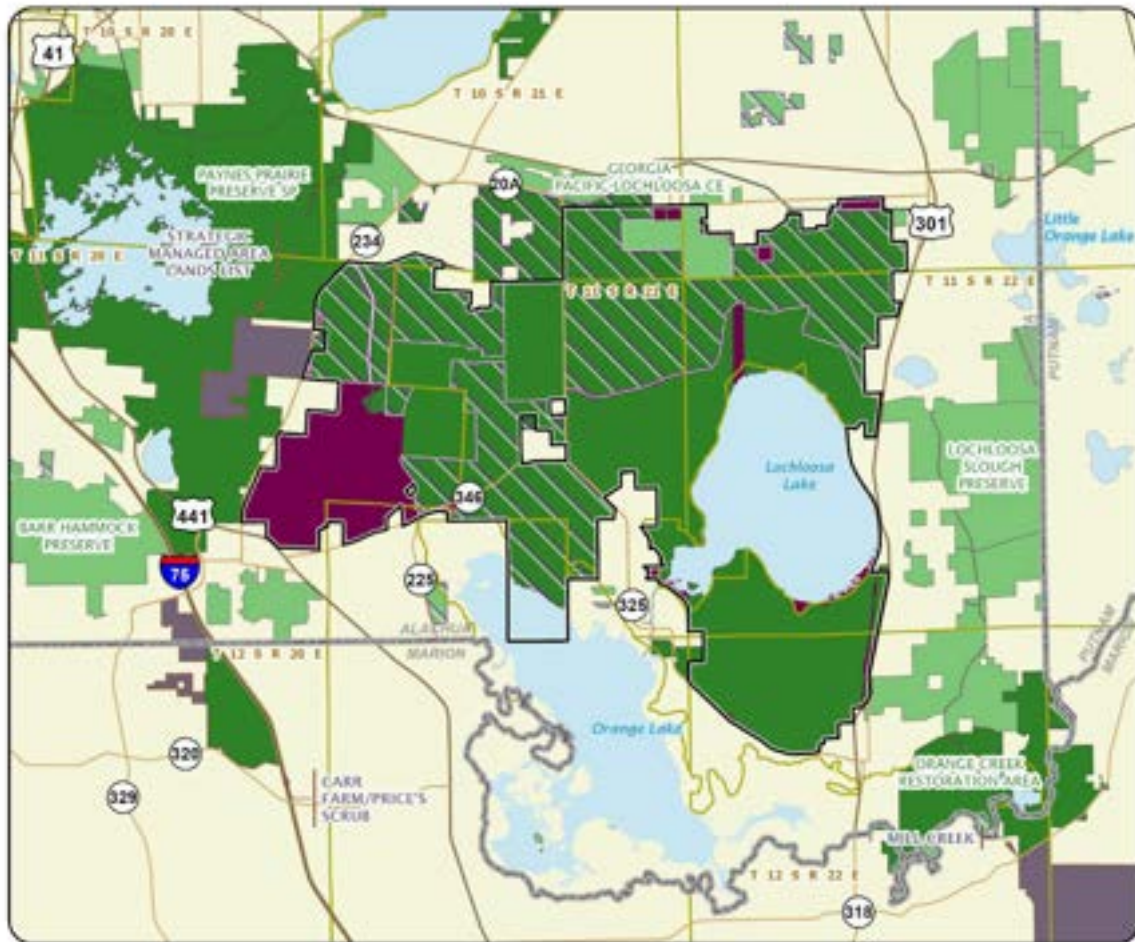 T 10 S R 20 E
41
T 10 S R 21 E
PAYNES PRAIRIE
PRESERVE SP
GEORGIA
PACIFIC-LOCHLOOSA CE
20A
301
Little
Orange Lake
234
STRATEGIC
MANAGED AREA
LANDS LIST
T 11 S R 20 E
T 11 S R 22 E
T 11 S R 22 E
PUTNAM
Lochloosa
Lake
LOCHLOOSA
SLOUGH
PRESERVE
346
441
BARR HAMMOCK
PRESERVE
75
225
325
ALACHUA
MARION
T 12 S R 20 E
PUTNAM
MARION
Orange Lake
320
329
CARR
FARM/PRICE'S
SCRUB
ORANGE CREEK
RESTORATION AREA
MILL CREEK
T 12 S R 22 E
318